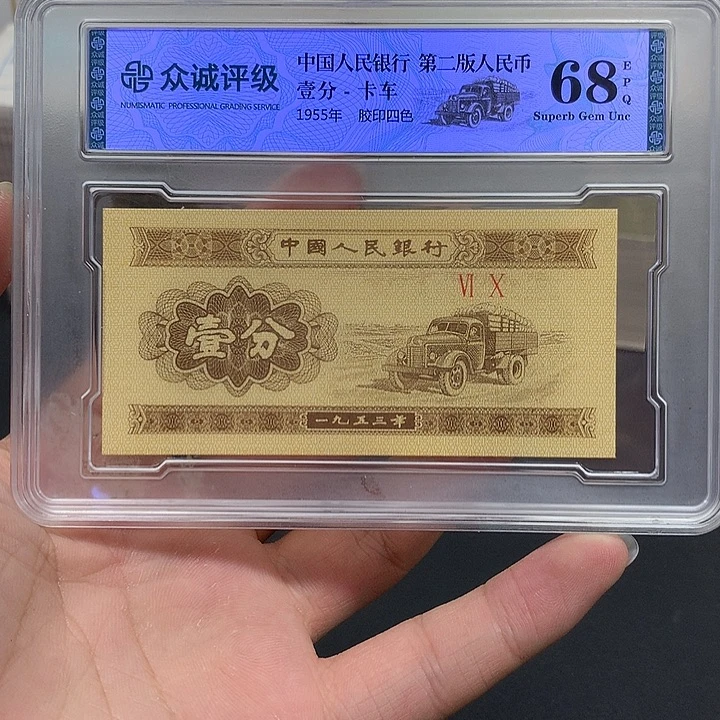 众诚评级
NUMISMATIC PROFESSIONAL GRADING SERVICE
中国人民银行 第二版人民币
壹分 - 卡车
1955年 胶印四色
68
EPQ
Superb Gem Unc
中國人民銀行
VI X
壹分
一九五三年